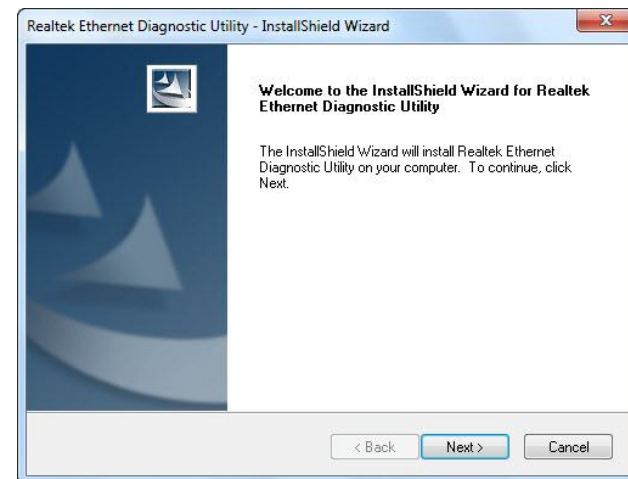 Realtek Ethernet Diagnostic Utility - InstallShield Wizard
Welcome to the InstallShield Wizard for Realtek
Ethernet Diagnostic Utility
The InstallShield Wizard will install Realtek Ethernet
Diagnostic Utility on your computer. To continue, click
Next.
< Back
Next >
Cancel